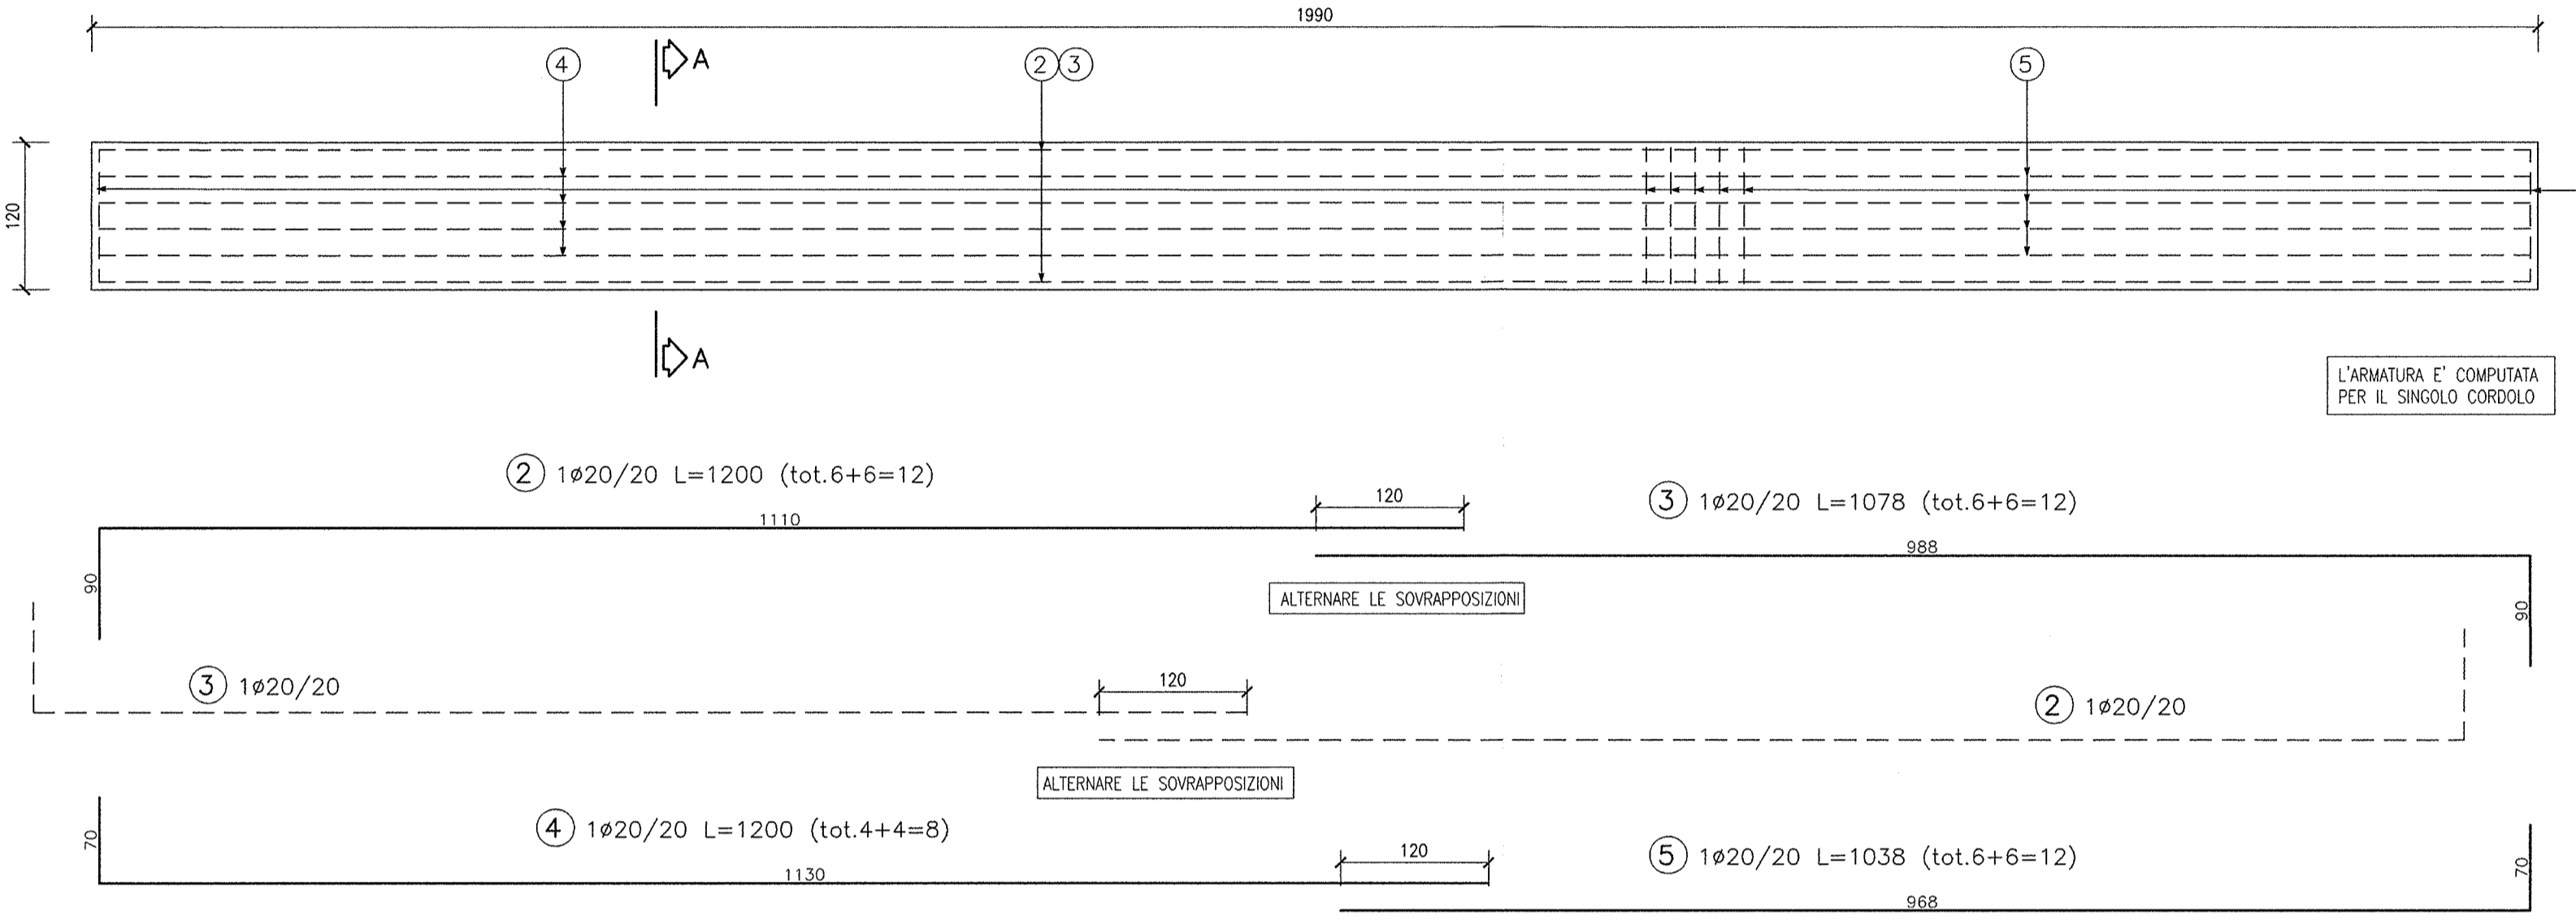 1990
4
A
2 3
5
120
A
L'ARMATURA E' COMPUTATA
PER IL SINGOLO CORDOLO
2 1ø20/20 L=1200 (tot.6+6=12)
120
3 1ø20/20 L=1078 (tot.6+6=12)
1110
988
90
ALTERNARE LE SOVRAPPOSIZIONI
90
3 1ø20/20
120
2 1ø20/20
ALTERNARE LE SOVRAPPOSIZIONI
70
4 1ø20/20 L=1200 (tot.4+4=8)
120
5 1ø20/20 L=1038 (tot.6+6=12)
70
1130
968